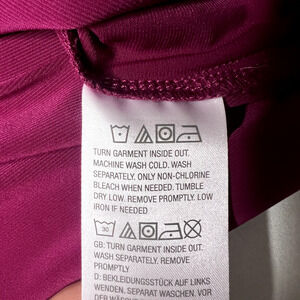 TURN GARMENT INSIDE OUT.
MACHINE WASH COLD. WASH
SEPARATELY. ONLY NON-CHLORINE
BLEACH WHEN NEEDED. TUMBLE
DRY LOW. REMOVE PROMPTLY. LOW
IRON IF NEEDED
30
GB: TURN GARMENT INSIDE OUT.
WASH SEPARATELY. REMOVE
PROMPTLY
D: BEKLEIDUNGSSTÜCK AUF LINKS
WENDEN. SEPARAT WASCHEN. VOR